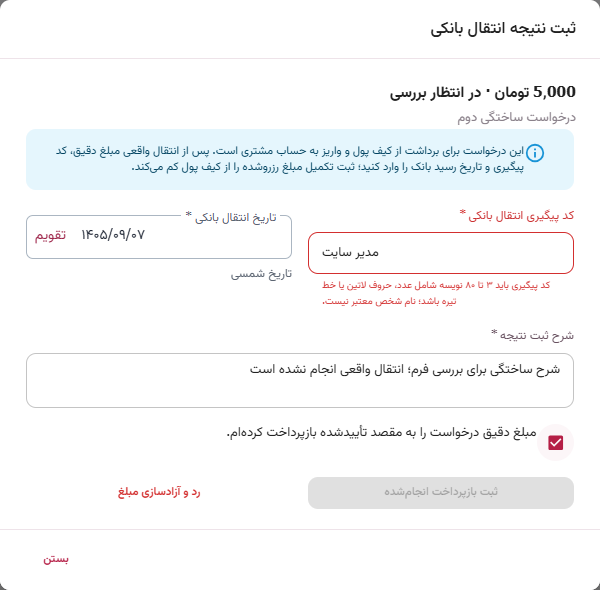 ثبت نتیجه انتقال بانکی
5,000 تومان · در انتظار بررسی
درخواست ساختگی دوم
این درخواست برای برداشت از کیف پول و واریز به حساب مشتری است. پس از انتقال واقعی مبلغ دقیق، کد
پیگیری و تاریخ رسید بانک را وارد کنید؛ ثبت تکمیل مبلغ رزروشده را از کیف پول کم می‌کند.
کد پیگیری انتقال بانکی *
مدیر سایت
کد پیگیری باید ۳ تا ۸۰ نویسه شامل عدد، حروف لاتین یا خط
تیره باشد؛ نام شخص معتبر نیست.
تاریخ انتقال بانکی *
۱۴۰۵/۰۹/۰۷ تقویم
تاریخ شمسی
شرح ثبت نتیجه *
شرح ساختگی برای بررسی فرم؛ انتقال واقعی انجام نشده است
مبلغ دقیق درخواست را به مقصد تأییدشده بازپرداخت کرده‌ام.
ثبت بازپرداخت انجام‌شده
رد و آزادسازی مبلغ
بستن